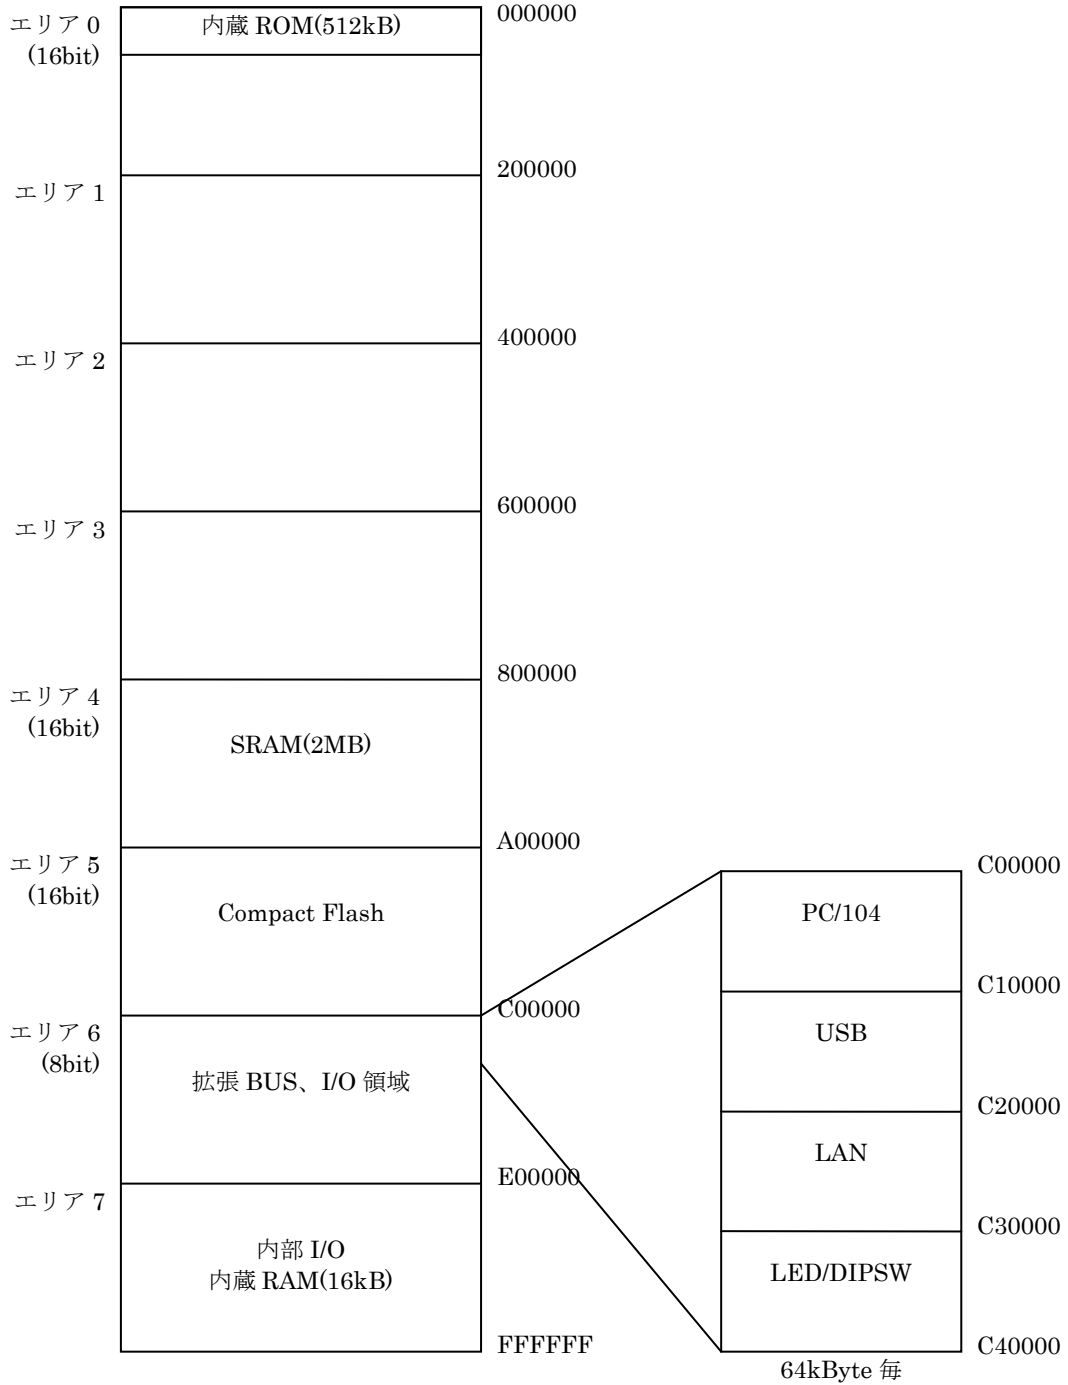 エリア 0
(16bit)
内蔵 ROM(512kB)
000000
200000
エリア 1
400000
エリア 2
600000
エリア 3
800000
エリア 4
(16bit)
SRAM(2MB)
A00000
エリア 5
(16bit)
Compact Flash
C00000
エリア 6
(8bit)
拡張 BUS、I/O 領域
E00000
エリア 7
内部 I/O
内蔵 RAM(16kB)
FFFFFF
C00000
PC/104
C10000
USB
C20000
LAN
C30000
LED/DIPSW
C40000
64kByte 毎